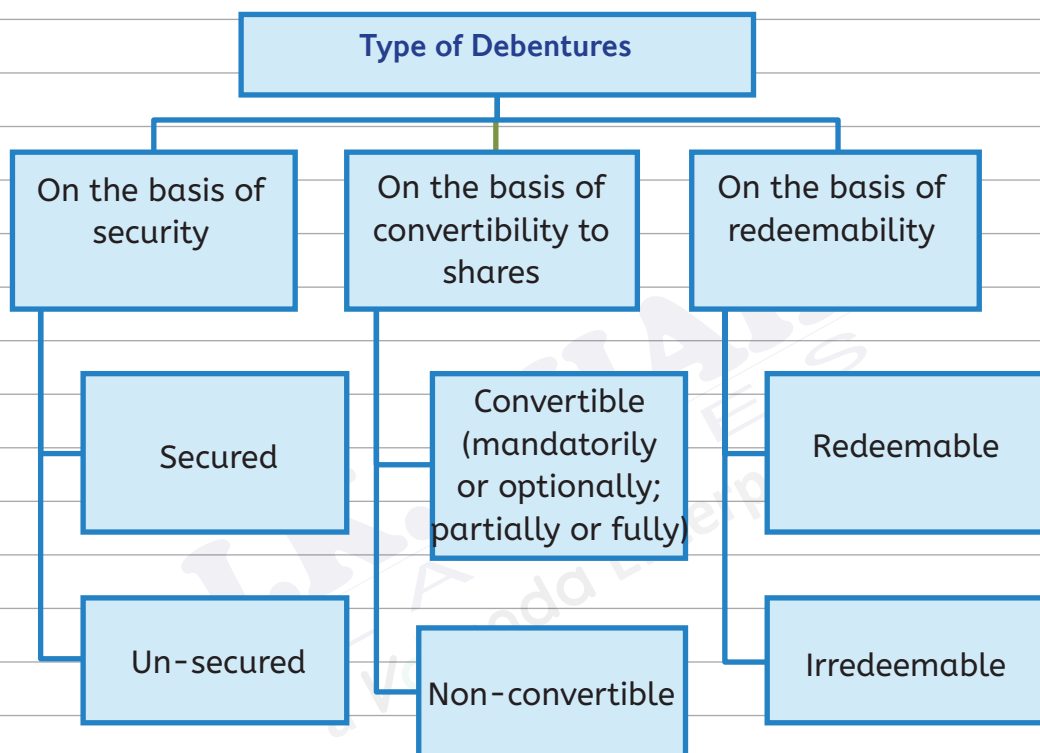 Type of Debentures
On the basis of
security
On the basis of
convertibility to
shares
On the basis of
redeemability
Secured
Convertible
(mandatorily
or optionally;
partially or fully)
Redeemable
Un-secured
Non-convertible
Irredeemable